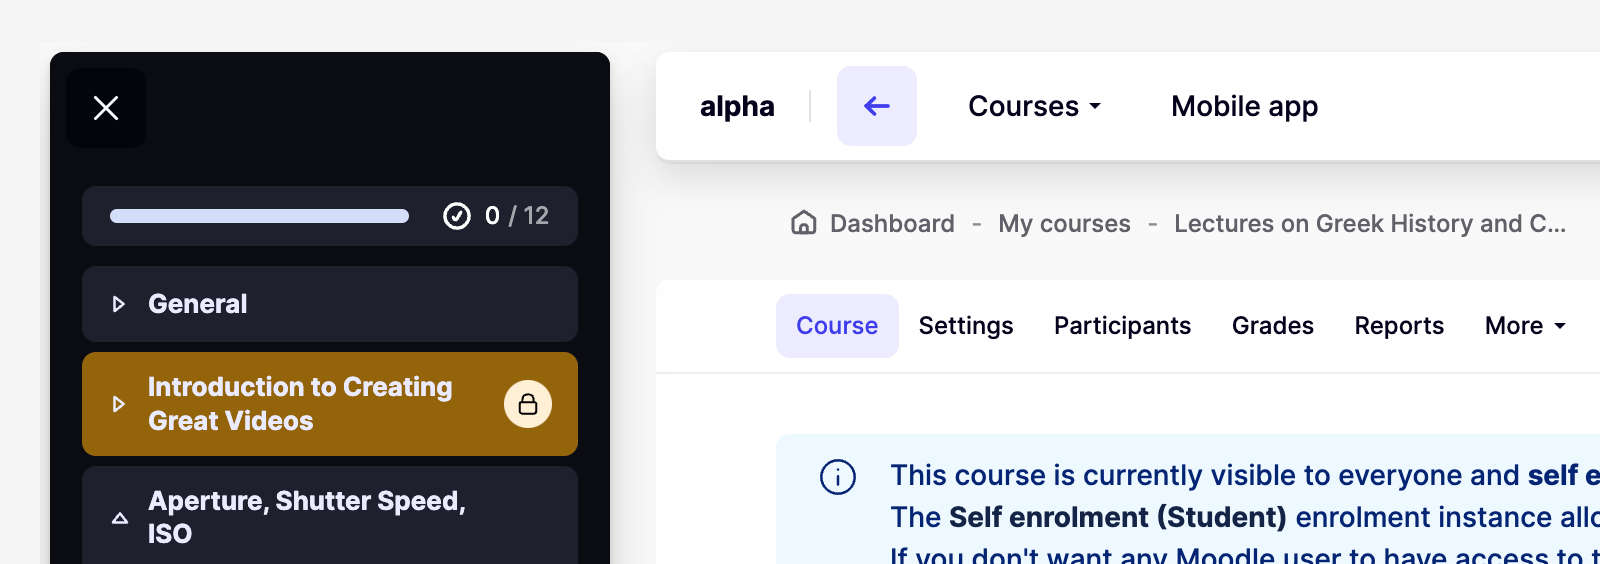 0 / 12
General
Introduction to Creating
Great Videos
Aperture, Shutter Speed,
ISO
alpha
Courses
Mobile app
Dashboard - My courses - Lectures on Greek History and C...
Course Settings Participants Grades Reports More
This course is currently visible to everyone and self e
The Self enrolment (Student) enrolment instance allo
If you don't want any Moodle user to have access to t